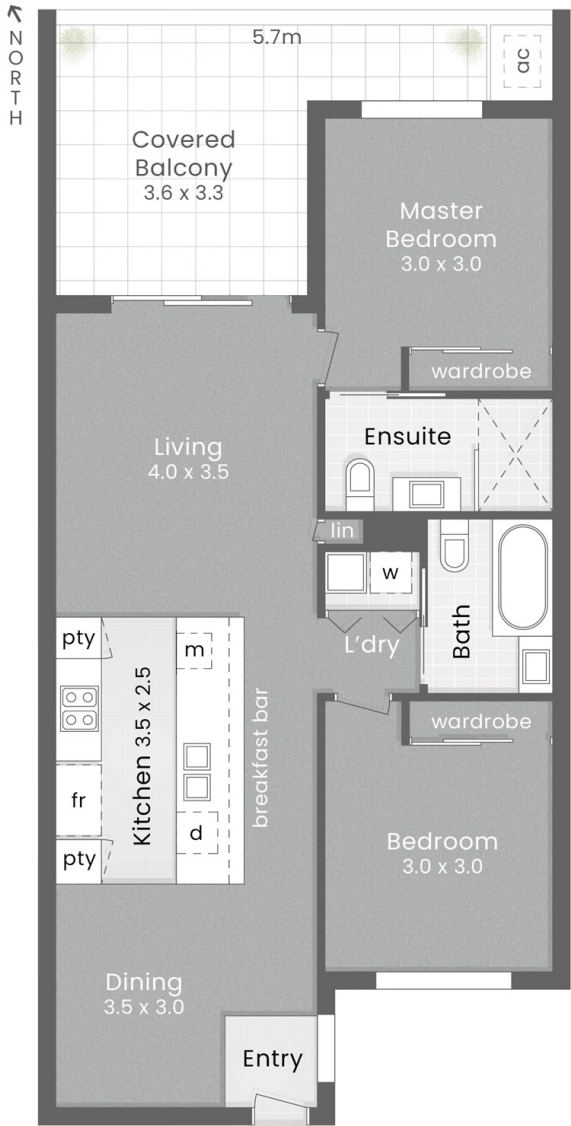 NORTH
5.7m
ac
Covered
Balcony
3.6 x 3.3
Master
Bedroom
3.0 x 3.0
wardrobe
Ensuite
Living
4.0 x 3.5
lin
w
L'dry
Bath
pty
m
Kitchen 3.5 x 2.5
breakfast bar
fr
d
pty
wardrobe
Bedroom
3.0 x 3.0
Dining
3.5 x 3.0
Entry